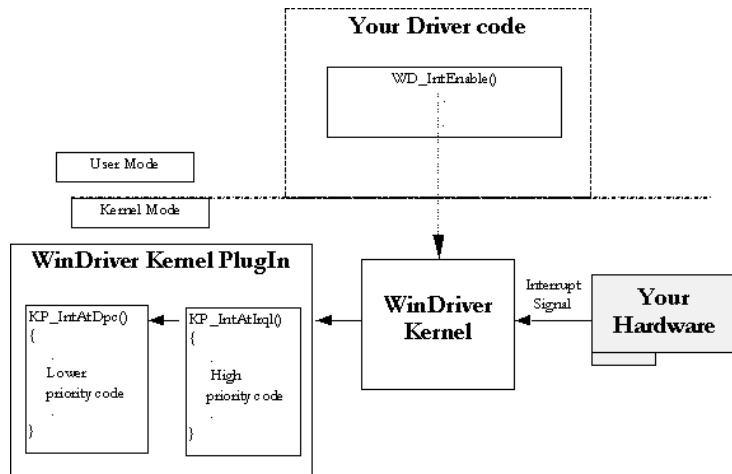 Your Driver code
WD_IntEnable()
.
.
User Mode
Kernel Mode
WinDriver Kernel PlugIn
KP_IntAtDpc()
{
.
Lower
priority code
.
}
KP_IntAtIrql()
{
.
High
priority code
.
}
WinDriver
Kernel
Interrupt
Signal
Your
Hardware